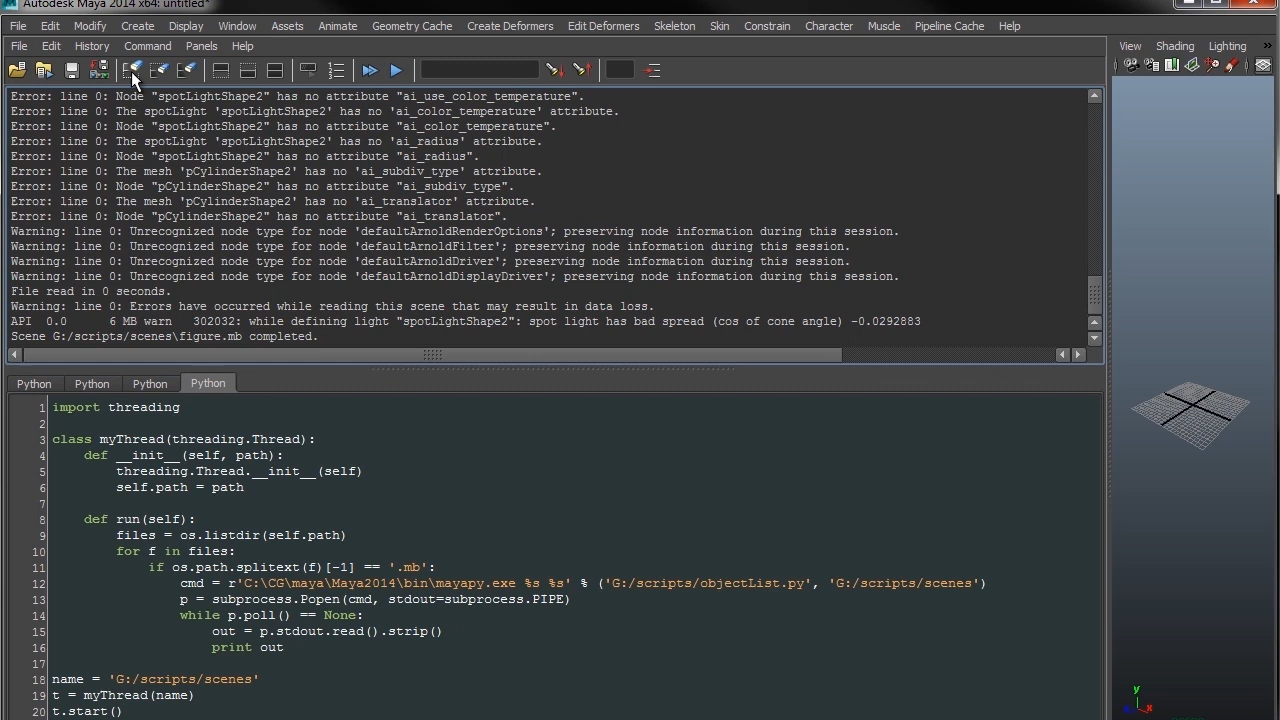 Autodesk Maya 2014 x64: untitled*
File Edit Modify Create Display Window Assets Animate Geometry Cache Create Deformers Edit Deformers Skeleton Skin Constrain Character Muscle Pipeline Cache Help
File Edit History Command Panels Help
View Shading Lighting »
Error: line 0: Node "spotLightShape2" has no attribute "ai_use_color_temperature".
Error: line 0: The spotLight 'spotLightShape2' has no 'ai_color_temperature' attribute.
Error: line 0: Node "spotLightShape2" has no attribute "ai_color_temperature".
Error: line 0: The spotLight 'spotLightShape2' has no 'ai_radius' attribute.
Error: line 0: Node "spotLightShape2" has no attribute "ai_radius".
Error: line 0: The mesh 'pCylinderShape2' has no 'ai_subdiv_type' attribute.
Error: line 0: Node "pCylinderShape2" has no attribute "ai_subdiv_type".
Error: line 0: The mesh 'pCylinderShape2' has no 'ai_translator' attribute.
Error: line 0: Node "pCylinderShape2" has no attribute "ai_translator".
Warning: line 0: Unrecognized node type for node 'defaultArnoldRenderOptions'; preserving node information during this session.
Warning: line 0: Unrecognized node type for node 'defaultArnoldFilter'; preserving node information during this session.
Warning: line 0: Unrecognized node type for node 'defaultArnoldDriver'; preserving node information during this session.
Warning: line 0: Unrecognized node type for node 'defaultArnoldDisplayDriver'; preserving node information during this session.
File read in 0 seconds.
Warning: line 0: Errors have occurred while reading this scene that may result in data loss.
API 0.0 6 MB warn 302032: while defining light "spotLightShape2": spot light has bad spread (cos of cone angle) -0.0292883
Scene G:/scripts/scenes\figure.mb completed.
Python Python Python Python
1 import threading
2
3 class myThread(threading.Thread):
4     def __init__(self, path):
5         threading.Thread.__init__(self)
6         self.path = path
7
8     def run(self):
9         files = os.listdir(self.path)
10         for f in files:
11             if os.path.splitext(f)[-1] == '.mb':
12                 cmd = r'C:\CG\maya\Maya2014\bin\mayapy.exe %s %s' % ('G:/scripts/objectList.py', 'G:/scripts/scenes')
13                 p = subprocess.Popen(cmd, stdout=subprocess.PIPE)
14                 while p.poll() == None:
15                     out = p.stdout.read().strip()
16                     print out
17
18 name = 'G:/scripts/scenes'
19 t = myThread(name)
20 t.start()
y
x